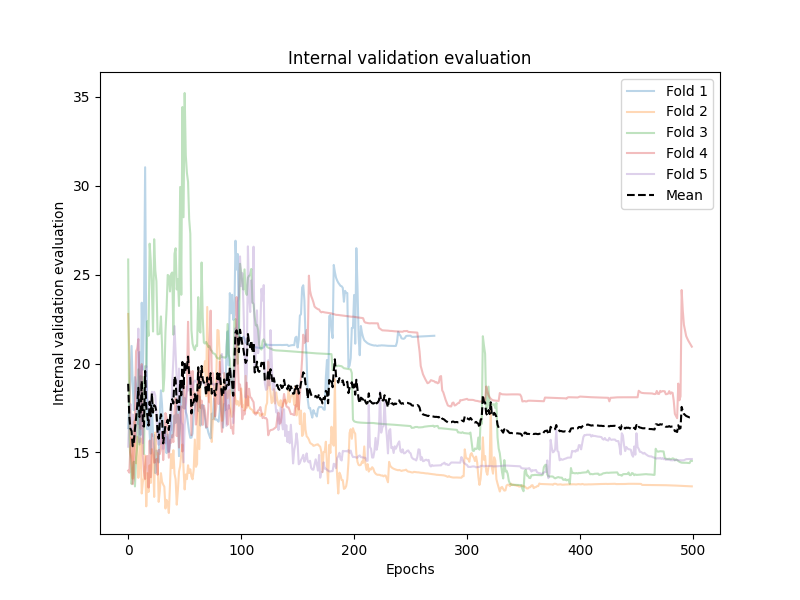 Internal validation evaluation
Internal validation evaluation
35
30
25
20
15
0
100
200
300
400
500
Epochs
Fold 1
Fold 2
Fold 3
Fold 4
Fold 5
Mean